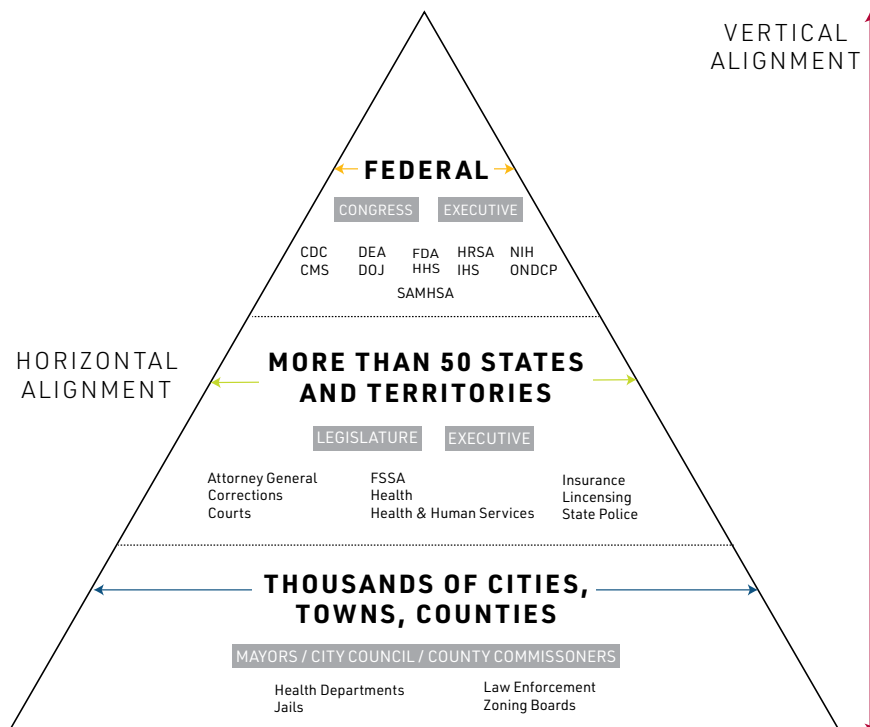 VERTICAL
ALIGNMENT
FEDERAL
CONGRESS
EXECUTIVE
CDC
CMS
DEA
DOJ
FDA
HHS
HRSA
IHS
NIH
ONDCP
SAMHSA
HORIZONTAL
ALIGNMENT
MORE THAN 50 STATES
AND TERRITORIES
LEGISLATURE
EXECUTIVE
Attorney General
Corrections
Courts
FSSA
Health
Health & Human Services
Insurance
Lincensing
State Police
THOUSANDS OF CITIES,
TOWNS, COUNTIES
MAYORS / CITY COUNCIL / COUNTY COMMISSONERS
Health Departments
Jails
Law Enforcement
Zoning Boards